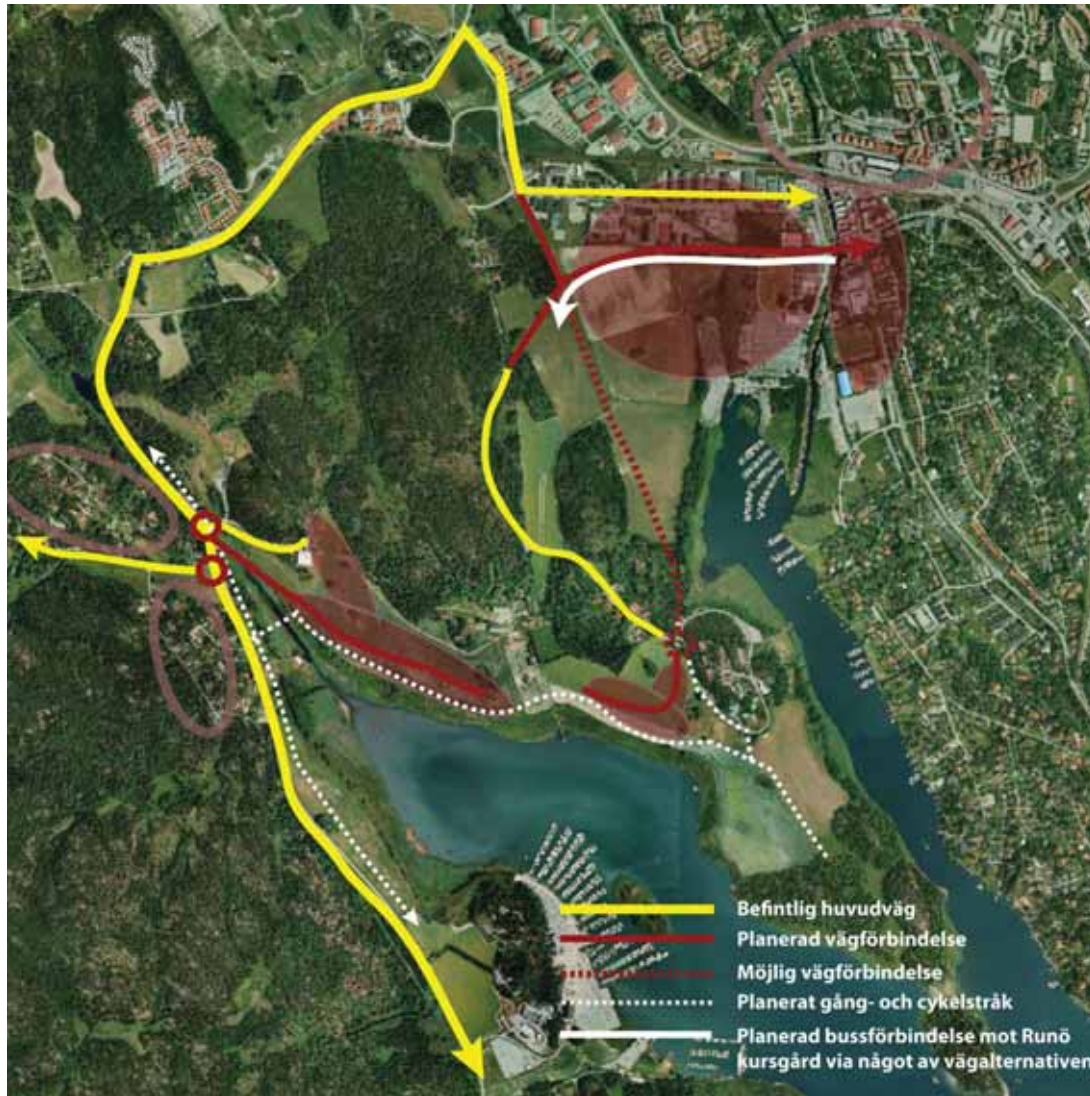 Befintlig huvudväg
Planerad vägförbindelse
Möjlig vägförbindelse
Planerat gång- och cykelstråk
Planerad bussförbindelse mot Runö
kursgård via något av vägalternativen